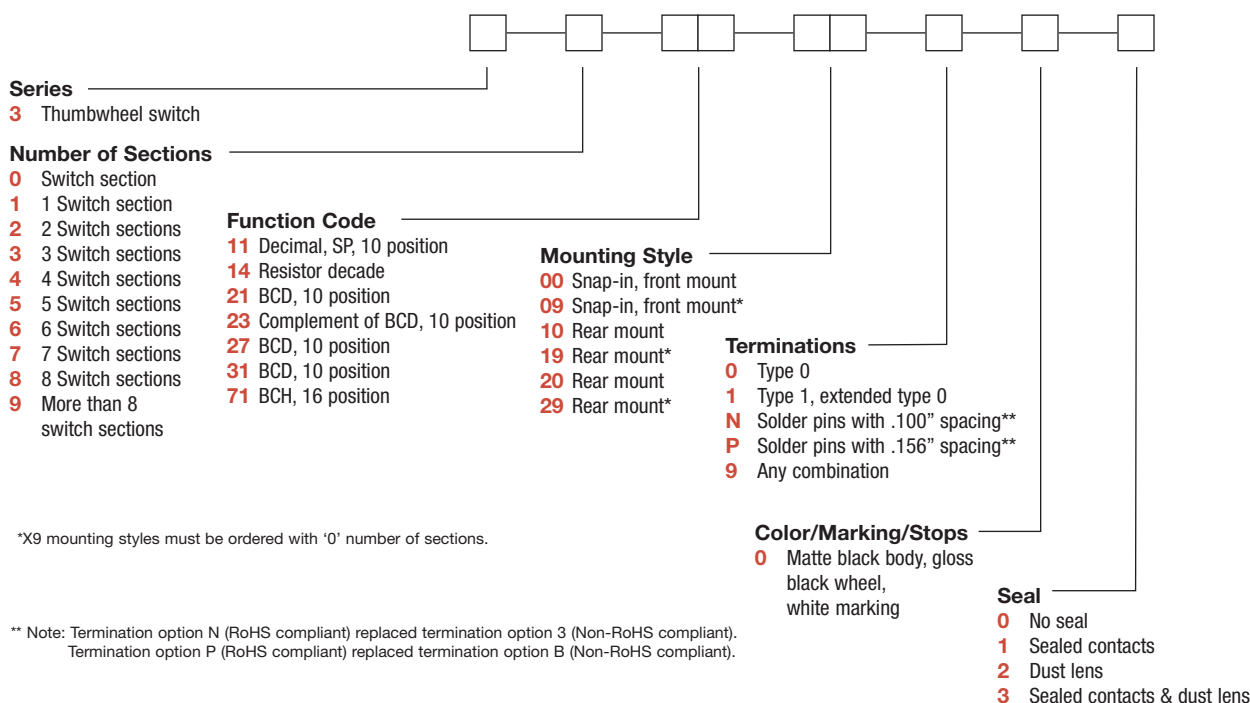 Series
3 Thumbwheel switch
Number of Sections
0 Switch section
1 1 Switch section
2 2 Switch sections
3 3 Switch sections
4 4 Switch sections
5 5 Switch sections
6 6 Switch sections
7 7 Switch sections
8 8 Switch sections
9 More than 8
switch sections
Function Code
11 Decimal, SP, 10 position
14 Resistor decade
21 BCD, 10 position
23 Complement of BCD, 10 position
27 BCD, 10 position
31 BCD, 10 position
71 BCH, 16 position
Mounting Style
00 Snap-in, front mount
09 Snap-in, front mount*
10 Rear mount
19 Rear mount*
20 Rear mount
29 Rear mount*
Terminations
0 Type 0
1 Type 1, extended type 0
N Solder pins with .100” spacing**
P Solder pins with .156” spacing**
9 Any combination
Color/Marking/Stops
0 Matte black body, gloss
black wheel,
white marking
Seal
0 No seal
1 Sealed contacts
2 Dust lens
3 Sealed contacts & dust lens
*X9 mounting styles must be ordered with ‘0’ number of sections.
** Note: Termination option N (RoHS compliant) replaced termination option 3 (Non-RoHS compliant).
Termination option P (RoHS compliant) replaced termination option B (Non-RoHS compliant).